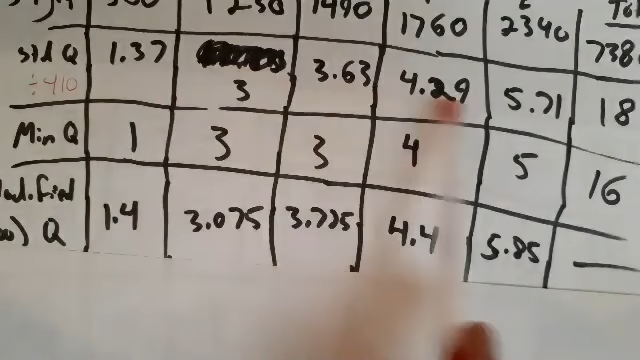 1490 1760 2340
std Q 1.37 3 3.63 4.29 5.71 18
÷410
Min Q 1 3 3 4 5 16
Q 1.4 3.075 3.725 4.4 5.85